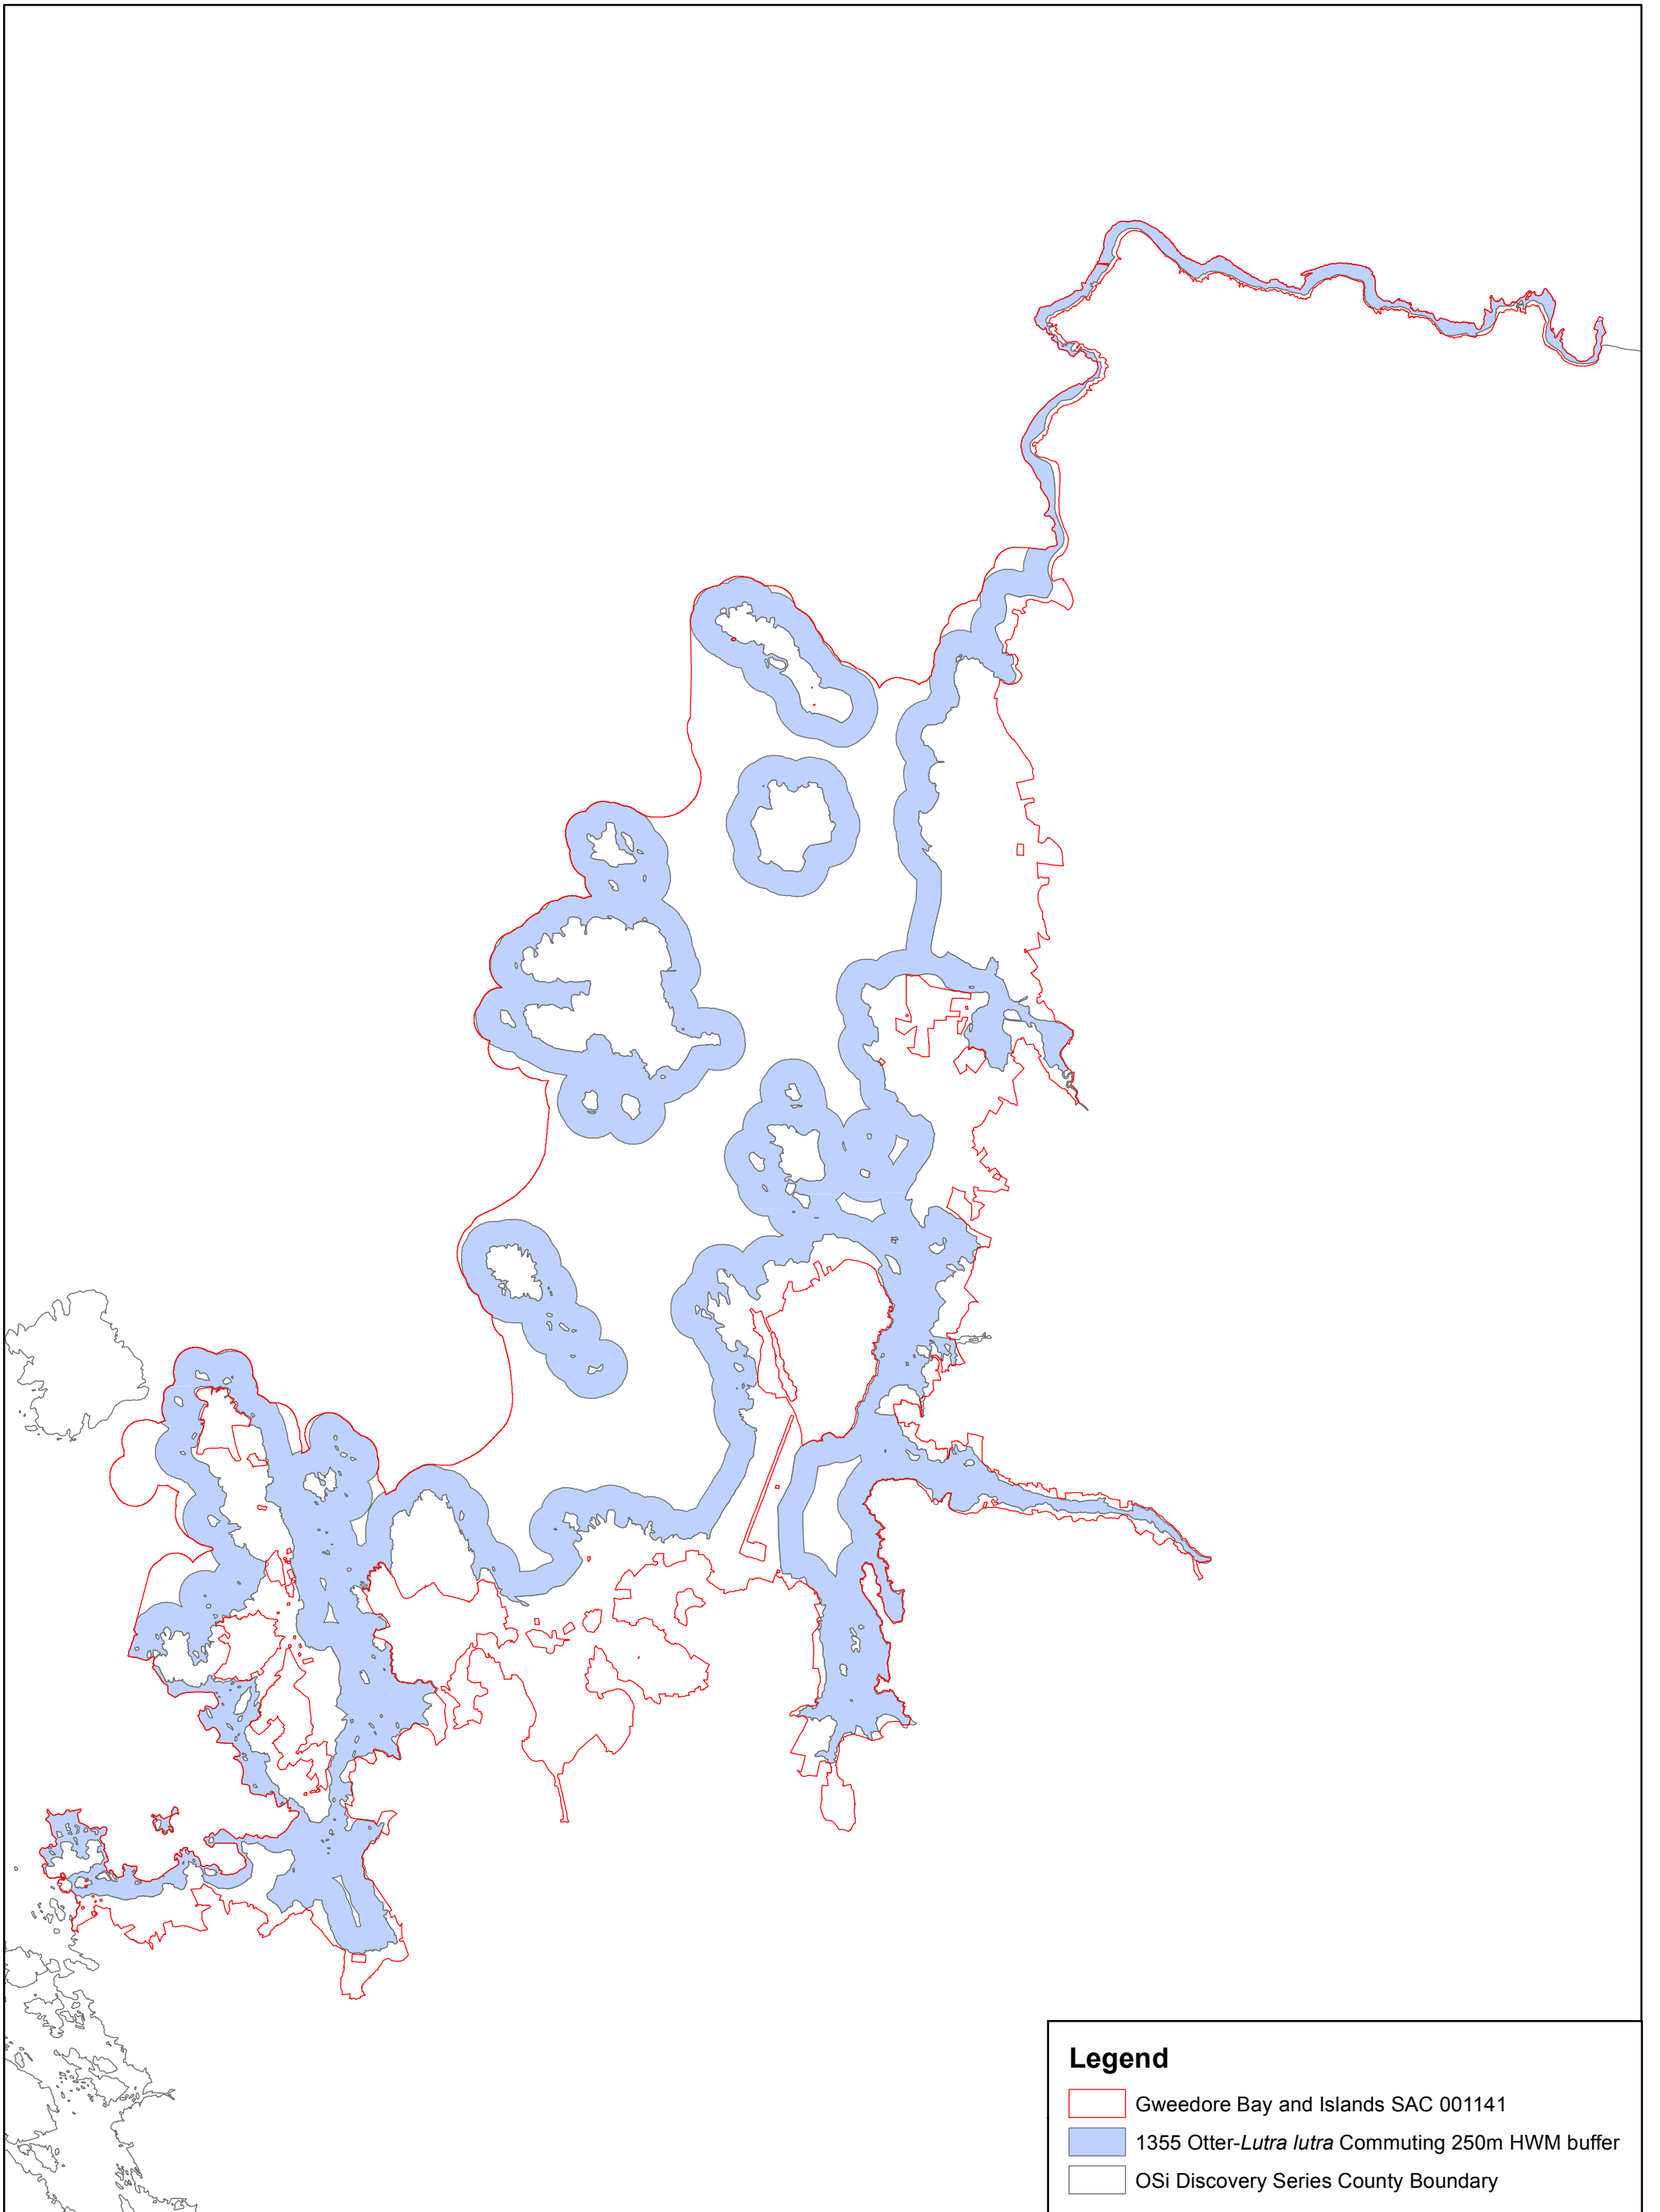 Legend
Gweedore Bay and Islands SAC 001141
1355 Otter-Lutra lutra Commuting 250m HWM buffer
OSi Discovery Series County Boundary